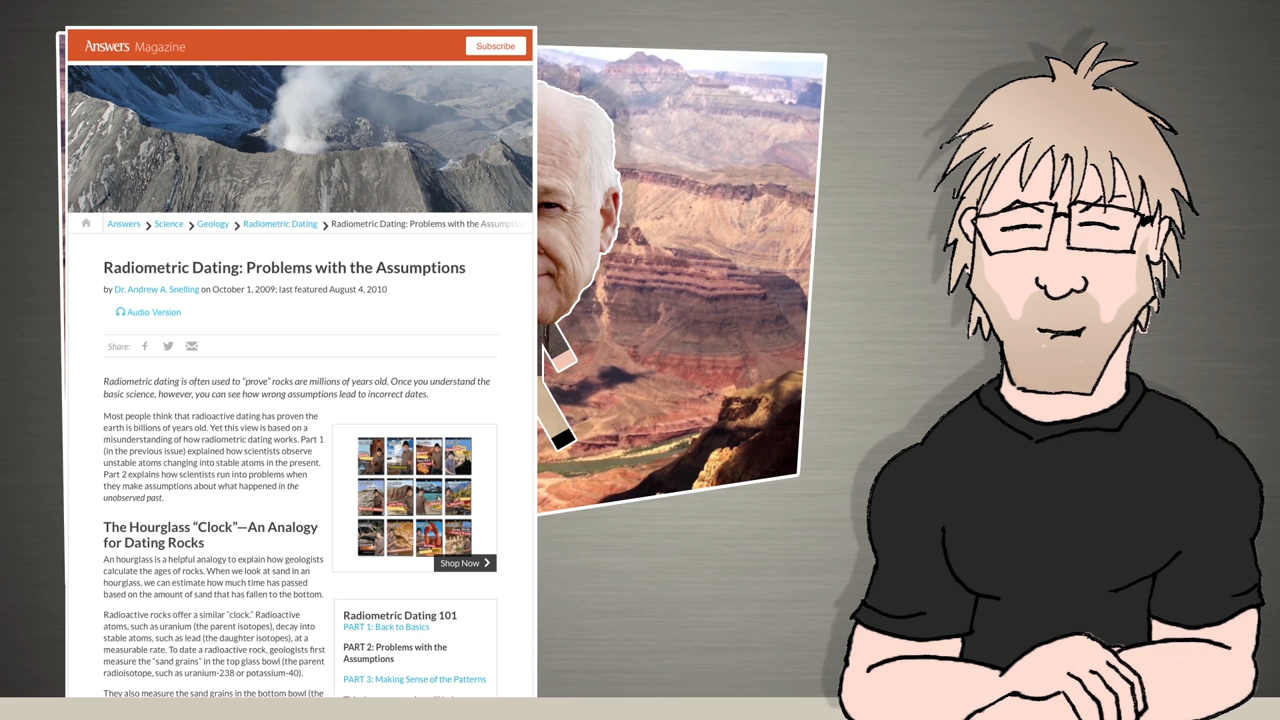 Answers Magazine
Subscribe
Answers Science Geology Radiometric Dating Radiometric Dating: Problems with the Assumptio
Radiometric Dating: Problems with the Assumptions
by Dr. Andrew A. Snelling on October 1, 2009; last featured August 4, 2010
Audio Version
Share:
Radiometric dating is often used to “prove” rocks are millions of years old. Once you understand the
basic science, however, you can see how wrong assumptions lead to incorrect dates.
Most people think that radioactive dating has proven the
earth is billions of years old. Yet this view is based on a
misunderstanding of how radiometric dating works. Part 1
(in the previous issue) explained how scientists observe
unstable atoms changing into stable atoms in the present.
Part 2 explains how scientists run into problems when
they make assumptions about what happened in the
unobserved past.
The Hourglass “Clock”—An Analogy
for Dating Rocks
An hourglass is a helpful analogy to explain how geologists
calculate the ages of rocks. When we look at sand in an
hourglass, we can estimate how much time has passed
based on the amount of sand that has fallen to the bottom.
Radioactive rocks offer a similar “clock.” Radioactive
atoms, such as uranium (the parent isotopes), decay into
stable atoms, such as lead (the daughter isotopes), at a
measurable rate. To date a radioactive rock, geologists first
measure the “sand grains” in the top glass bowl (the parent
radioisotope, such as uranium-238 or potassium-40).
They also measure the sand grains in the bottom bowl (the
Shop Now
Radiometric Dating 101
PART 1: Back to Basics
PART 2: Problems with the
Assumptions
PART 3: Making Sense of the Patterns